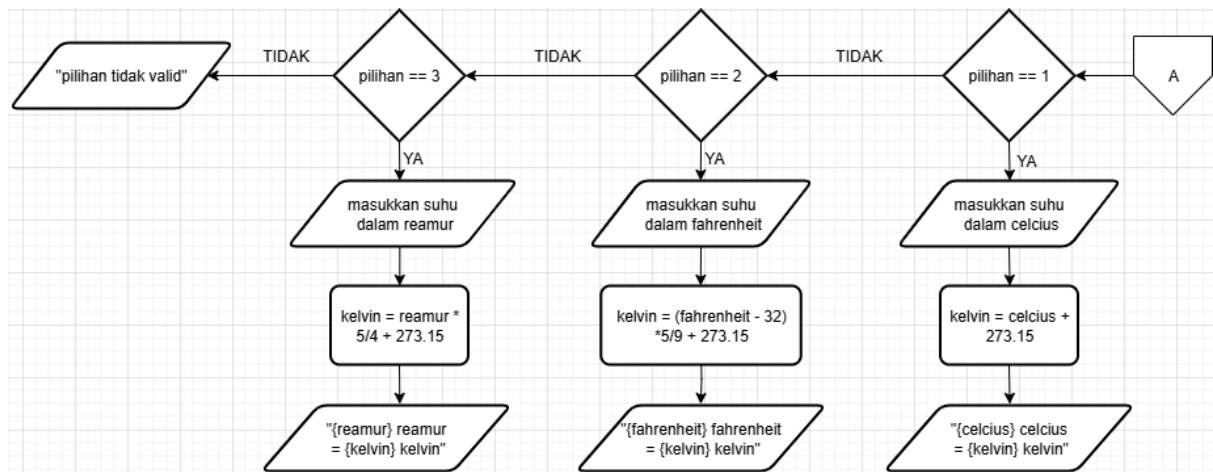 "pilihan tidak valid"
TIDAK
pilihan == 3
TIDAK
pilihan == 2
TIDAK
pilihan == 1
A
YA
YA
YA
masukkan suhu
dalam reamur
masukkan suhu
dalam fahrenheit
masukkan suhu
dalam celcius
kelvin = reamur *
5/4 + 273.15
kelvin = (fahrenheit - 32)
*5/9 + 273.15
kelvin = celcius +
273.15
"{reamur} reamur
= {kelvin} kelvin"
"{fahrenheit} fahrenheit
= {kelvin} kelvin"
"{celcius} celcius
= {kelvin} kelvin"